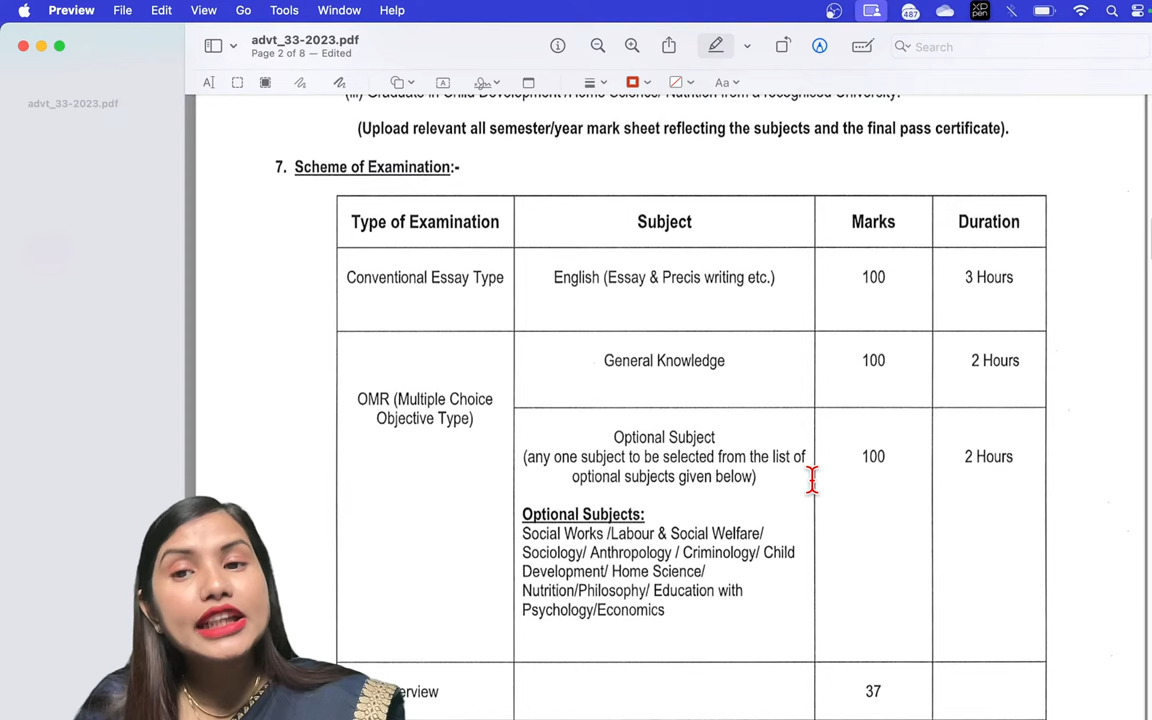 Preview File Edit View Go Tools Window Help
487
XP
PEN
advt_33-2023.pdf
Page 2 of 8 — Edited
Search
Aa
advt_33-2023.pdf
(iii) Graduate in Child Development /Home Science/ Nutrition from a recognised University.
(Upload relevant all semester/year mark sheet reflecting the subjects and the final pass certificate).
7. Scheme of Examination:-
Type of Examination Subject Marks Duration
Conventional Essay Type English (Essay & Precis writing etc.) 100 3 Hours
General Knowledge 100 2 Hours
OMR (Multiple Choice
Objective Type)
Optional Subject
(any one subject to be selected from the list of 100 2 Hours
optional subjects given below)
Optional Subjects:
Social Works /Labour & Social Welfare/
Sociology/ Anthropology / Criminology/ Child
Development/ Home Science/
Nutrition/Philosophy/ Education with
Psychology/Economics
erview 37